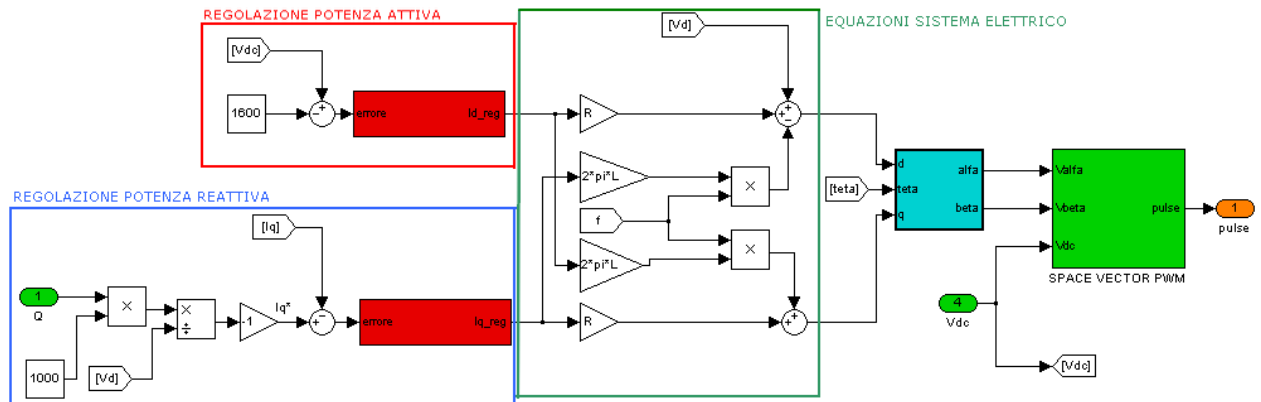 REGOLAZIONE POTENZA ATTIVA
EQUAZIONI SISTEMA ELETTRICO
[Vd]
[Vdc]
1600
errore
Id_reg
R
2*pi*L
[teta]
d
teta
q
alfa
beta
Valfa
Vbeta
Vdc
pulse
1
pulse
SPACE VECTOR PWM
REGOLAZIONE POTENZA REATTIVA
[Iq]
f
2*pi*L
1
Q
1000
[Vd]
-1
Iq*
errore
Iq_reg
R
4
Vdc
[Vdc]